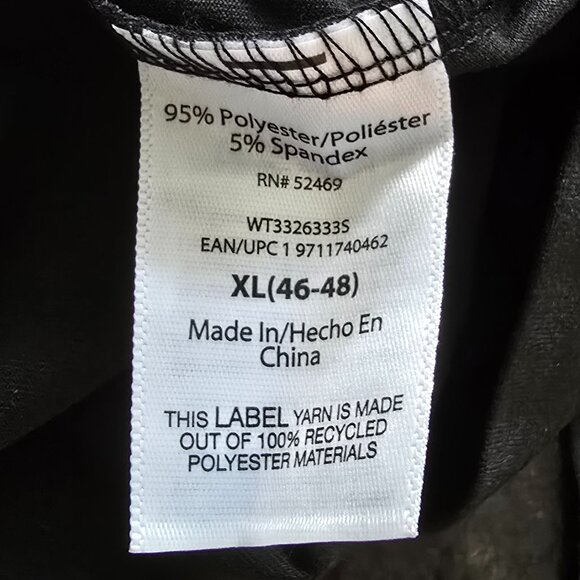 95% Polyester/Poliéster
5% Spandex
RN# 52469
WT3326333S
EAN/UPC 1 9711740462
XL(46-48)
Made In/Hecho En
China
THIS LABEL YARN IS MADE
OUT OF 100% RECYCLED
POLYESTER MATERIALS